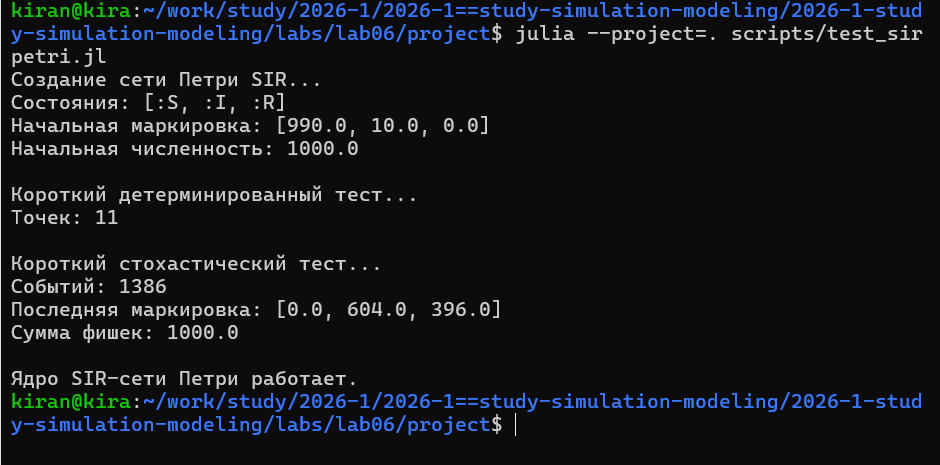 kiran@kira:~/work/study/2026-1/2026-1==study-simulation-modeling/2026-1-stud
y-simulation-modeling/labs/lab06/project$ julia --project=. scripts/test_sir
petri.jl
Создание сети Петри SIR...
Состояния: [:S, :I, :R]
Начальная маркировка: [990.0, 10.0, 0.0]
Начальная численность: 1000.0
Короткий детерминированный тест...
Точек: 11
Короткий стохастический тест...
Событий: 1386
Последняя маркировка: [0.0, 604.0, 396.0]
Сумма фишек: 1000.0
Ядро SIR-сети Петри работает.
kiran@kira:~/work/study/2026-1/2026-1==study-simulation-modeling/2026-1-stud
y-simulation-modeling/labs/lab06/project$